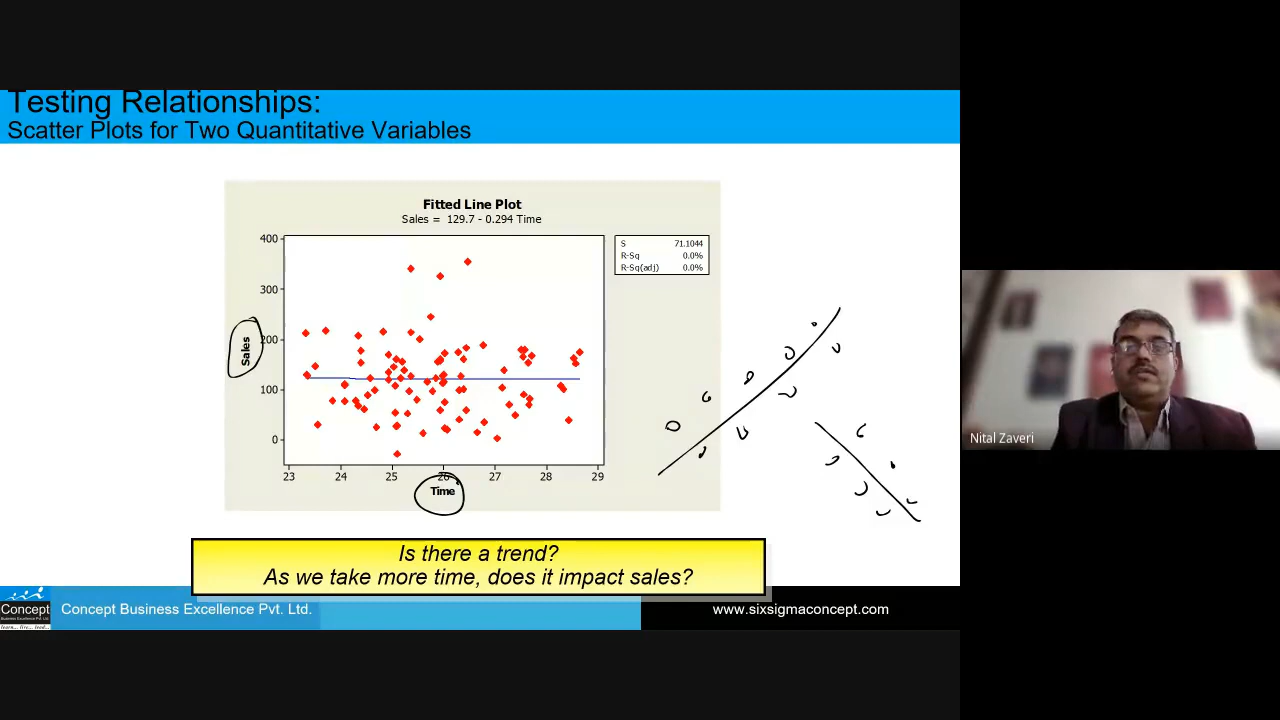 Testing Relationships:
Scatter Plots for Two Quantitative Variables
Fitted Line Plot
Sales = 129.7 - 0.294 Time
S 71.1044
R-Sq 0.0%
R-Sq(adj) 0.0%
400
300
200
100
0
Sales
23 24 25 26 27 28 29
Time
Nital Zaveri
Is there a trend?
As we take more time, does it impact sales?
Concept
Concept Business Excellence Pvt. Ltd.
www.sixsigmaconcept.com